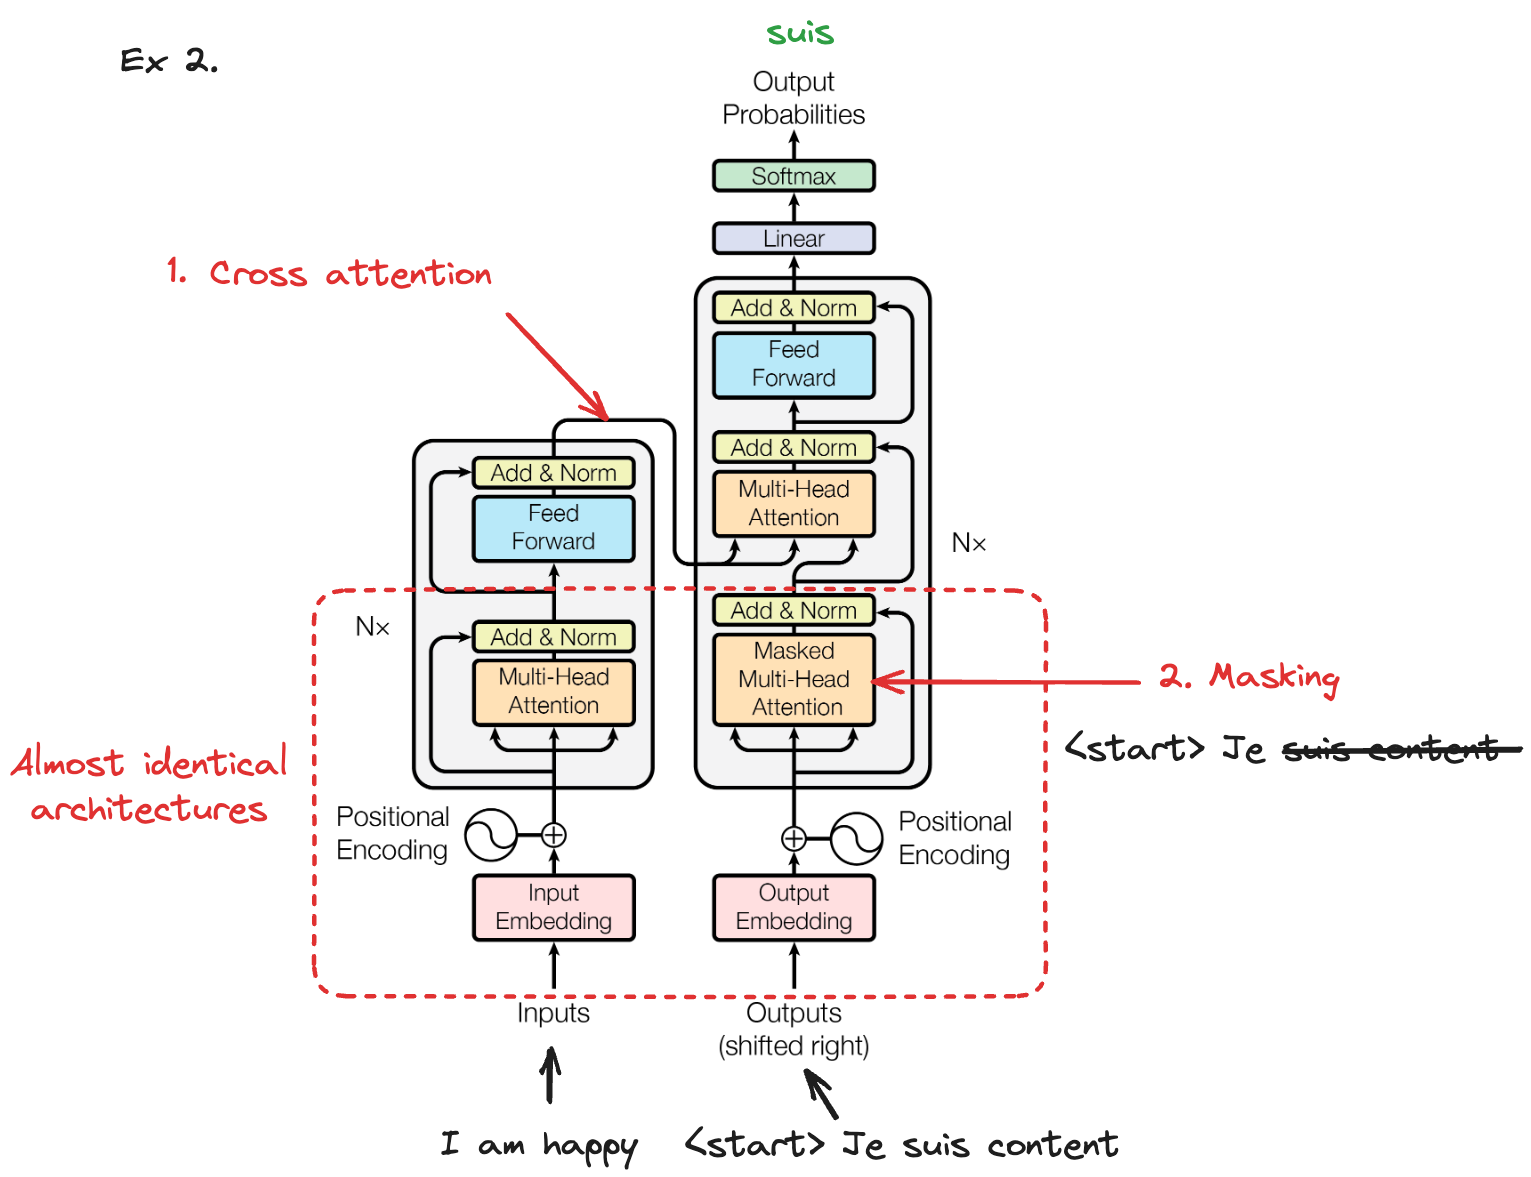 suis
Ex 2.
Output
Probabilities
Softmax
Linear
1. Cross attention
Add & Norm
Feed
Forward
Add & Norm
Multi-Head
Attention
Nx
Add & Norm
Feed
Forward
Nx
Add & Norm
Multi-Head
Attention
Add & Norm
Masked
Multi-Head
Attention
2. Masking
<start> Je suis content
Almost identical
architectures
Positional
Encoding
Positional
Encoding
Input
Embedding
Output
Embedding
Inputs
Outputs
(shifted right)
I am happy
<start> Je suis content